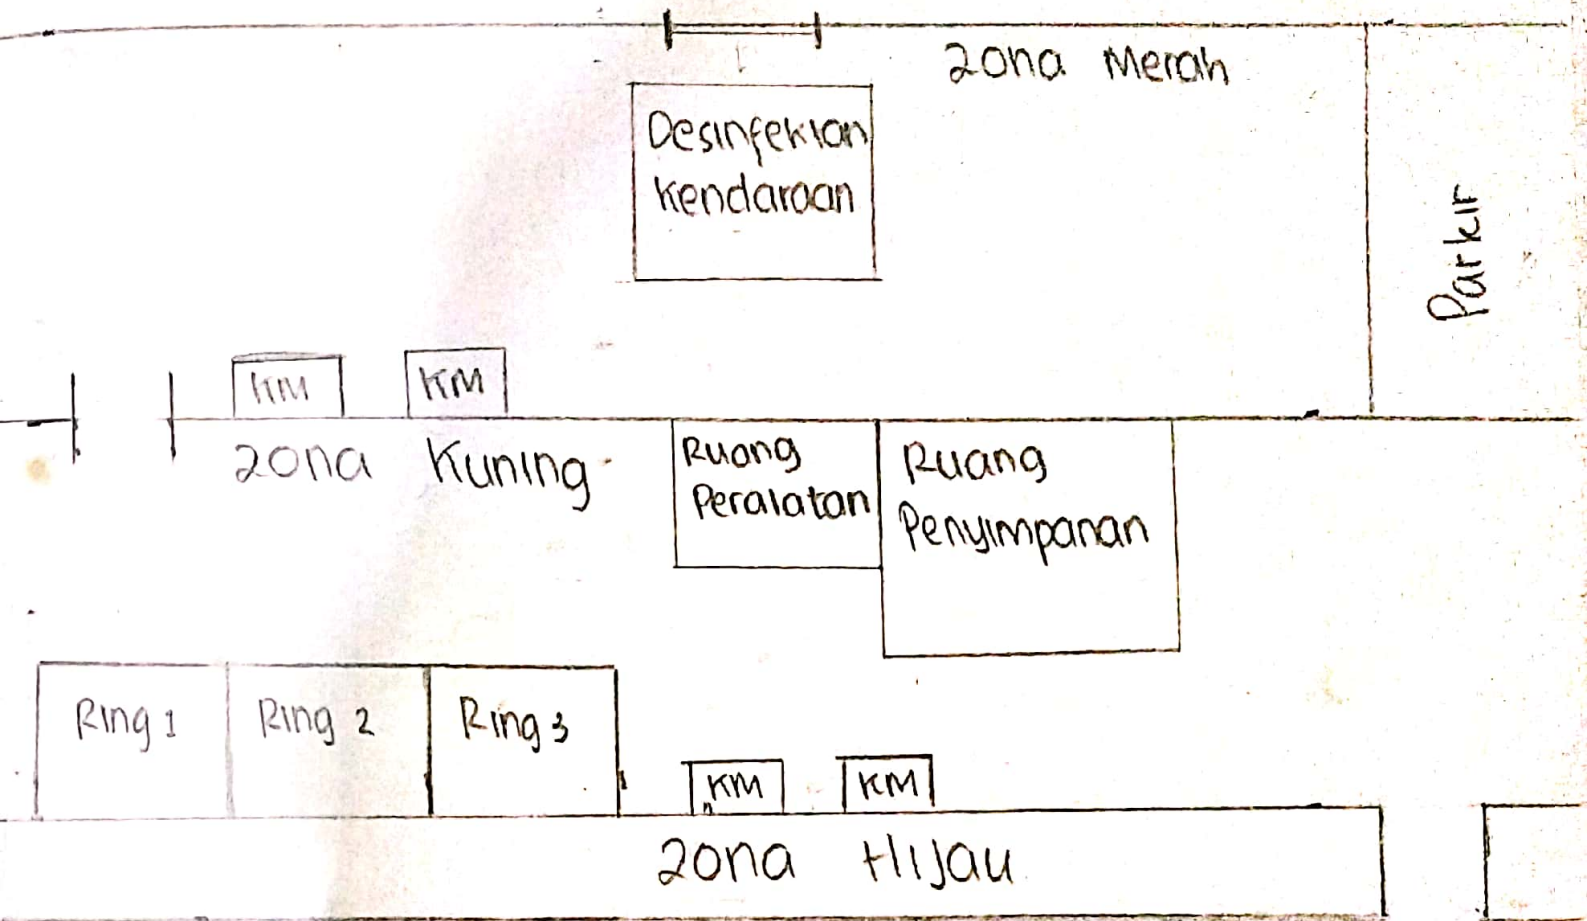 Zona Merah
Desinfektan
Kendaraan
Parkir
KM
KM
Zona Kuning
Ruang
Peralatan
Ruang
Penyimpanan
Ring 1
Ring 2
Ring 3
KM
KM
Zona Hijau